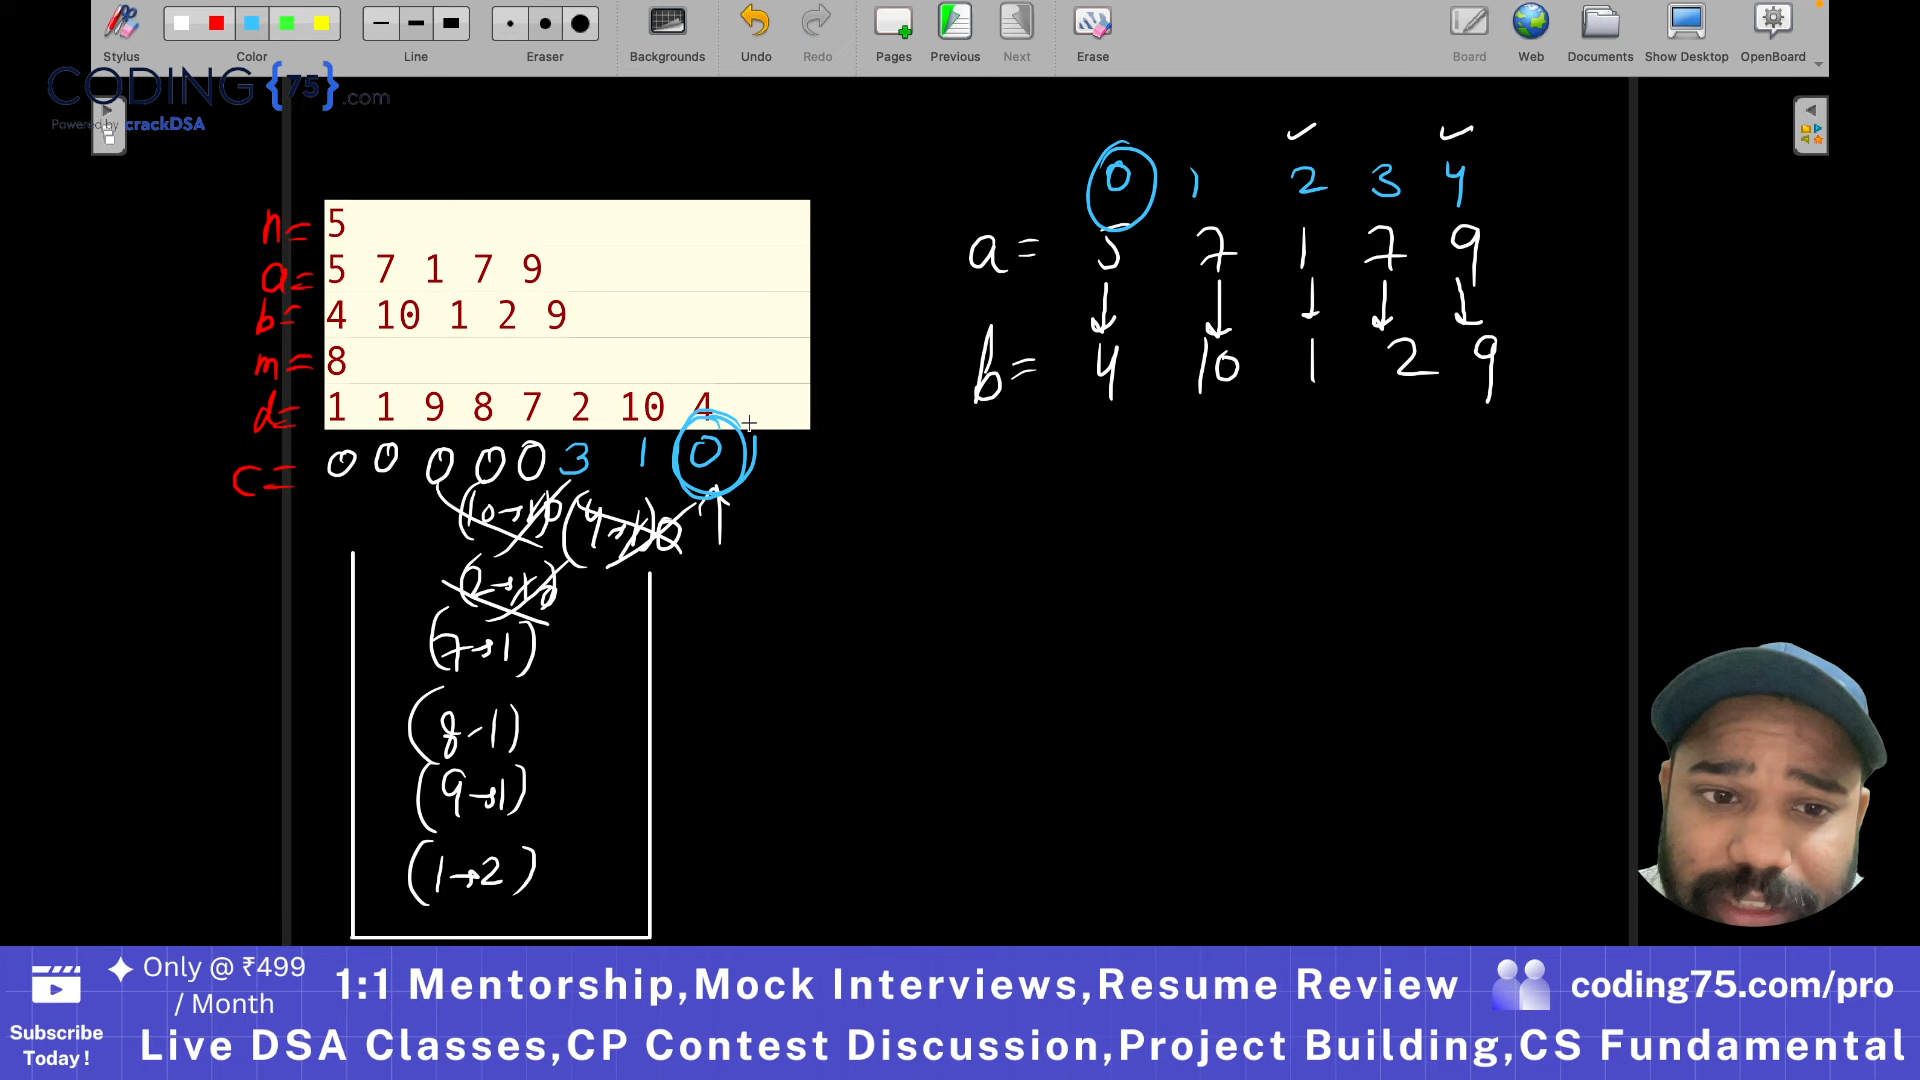 Stylus Color Line Eraser Backgrounds Undo Redo Pages Previous Next Erase Board Web Documents Show Desktop OpenBoard
CODING {75} .com
Powered by crackDSA
0 1 2 3 4
a= 5 7 1 7 9
b= 4 10 1 2 9
n= 5
a= 5 7 1 7 9
b= 4 10 1 2 9
m= 8
d= 1 1 9 8 7 2 10 4
c= 0 0 0 0 0 3 1 0
(7→1)
(8-1)
(9→1)
(1→2)
Only @ ₹499
/ Month
Subscribe
Today !
1:1 Mentorship,Mock Interviews,Resume Review
coding75.com/pro
Live DSA Classes,CP Contest Discussion,Project Building,CS Fundamental